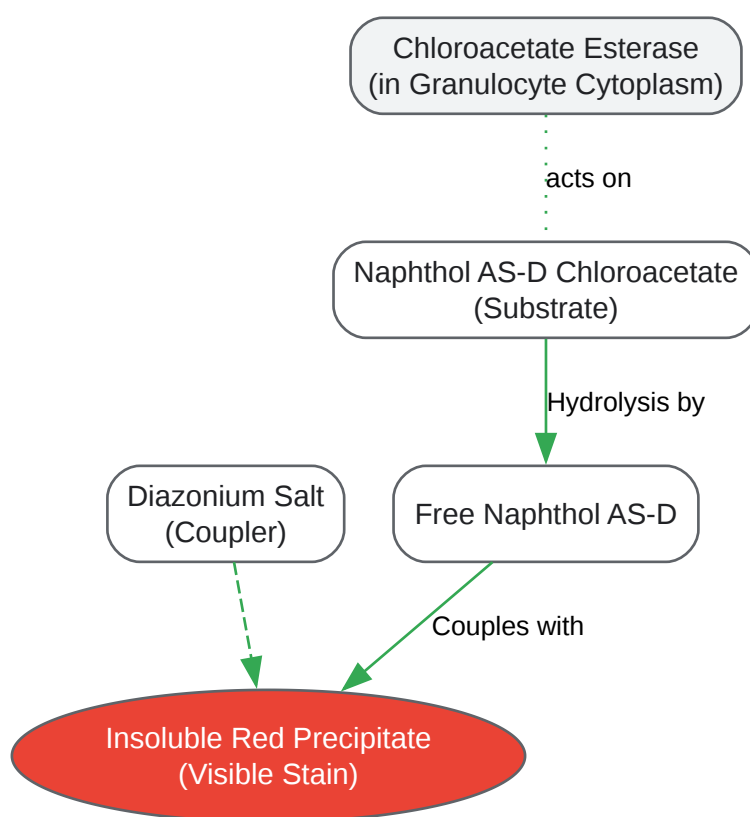 Chloroacetate Esterase
(in Granulocyte Cytoplasm)
acts on
Naphthol AS-D Chloroacetate
(Substrate)
Hydrolysis by
Diazonium Salt
(Coupler)
Free Naphthol AS-D
Couples with
Insoluble Red Precipitate
(Visible Stain)